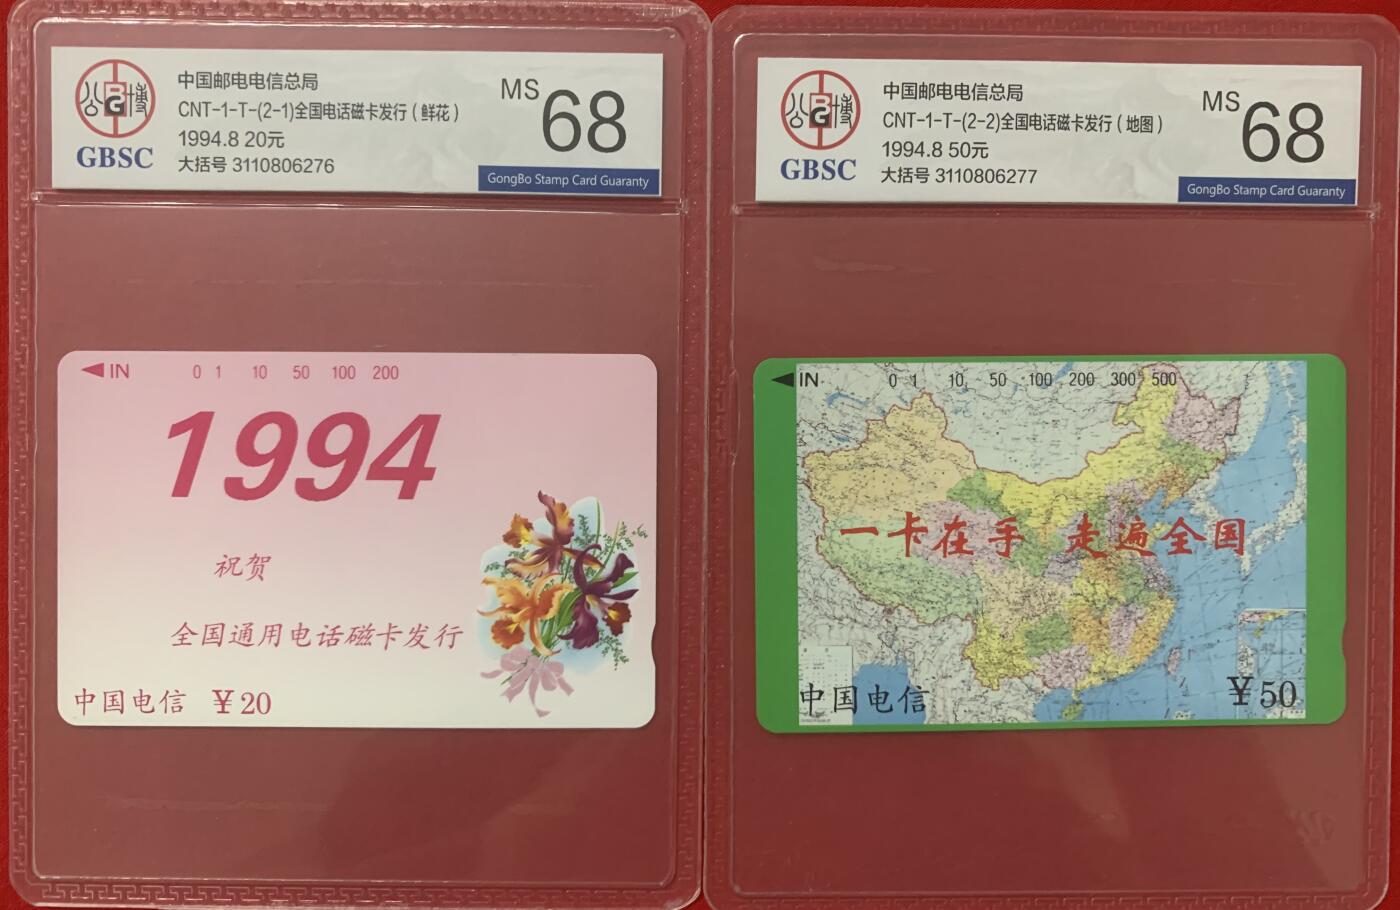 公博
BG
GBSC
中国邮电电信总局
CNT-1-T-(2-1)全国电话磁卡发行(鲜花)
1994.8 20元
大括号 3110806276
MS 68
GongBo Stamp Card Guaranty
IN 0 1 10 50 100 200
1994
祝贺
全国通用电话磁卡发行
中国电信 ¥20
公博
BG
GBSC
中国邮电电信总局
CNT-1-T-(2-2)全国电话磁卡发行(地图)
1994.8 50元
大括号 3110806277
MS 68
GongBo Stamp Card Guaranty
IN 0 1 10 50 100 200 300 500
一卡在手 走遍全国
中国电信 ¥50